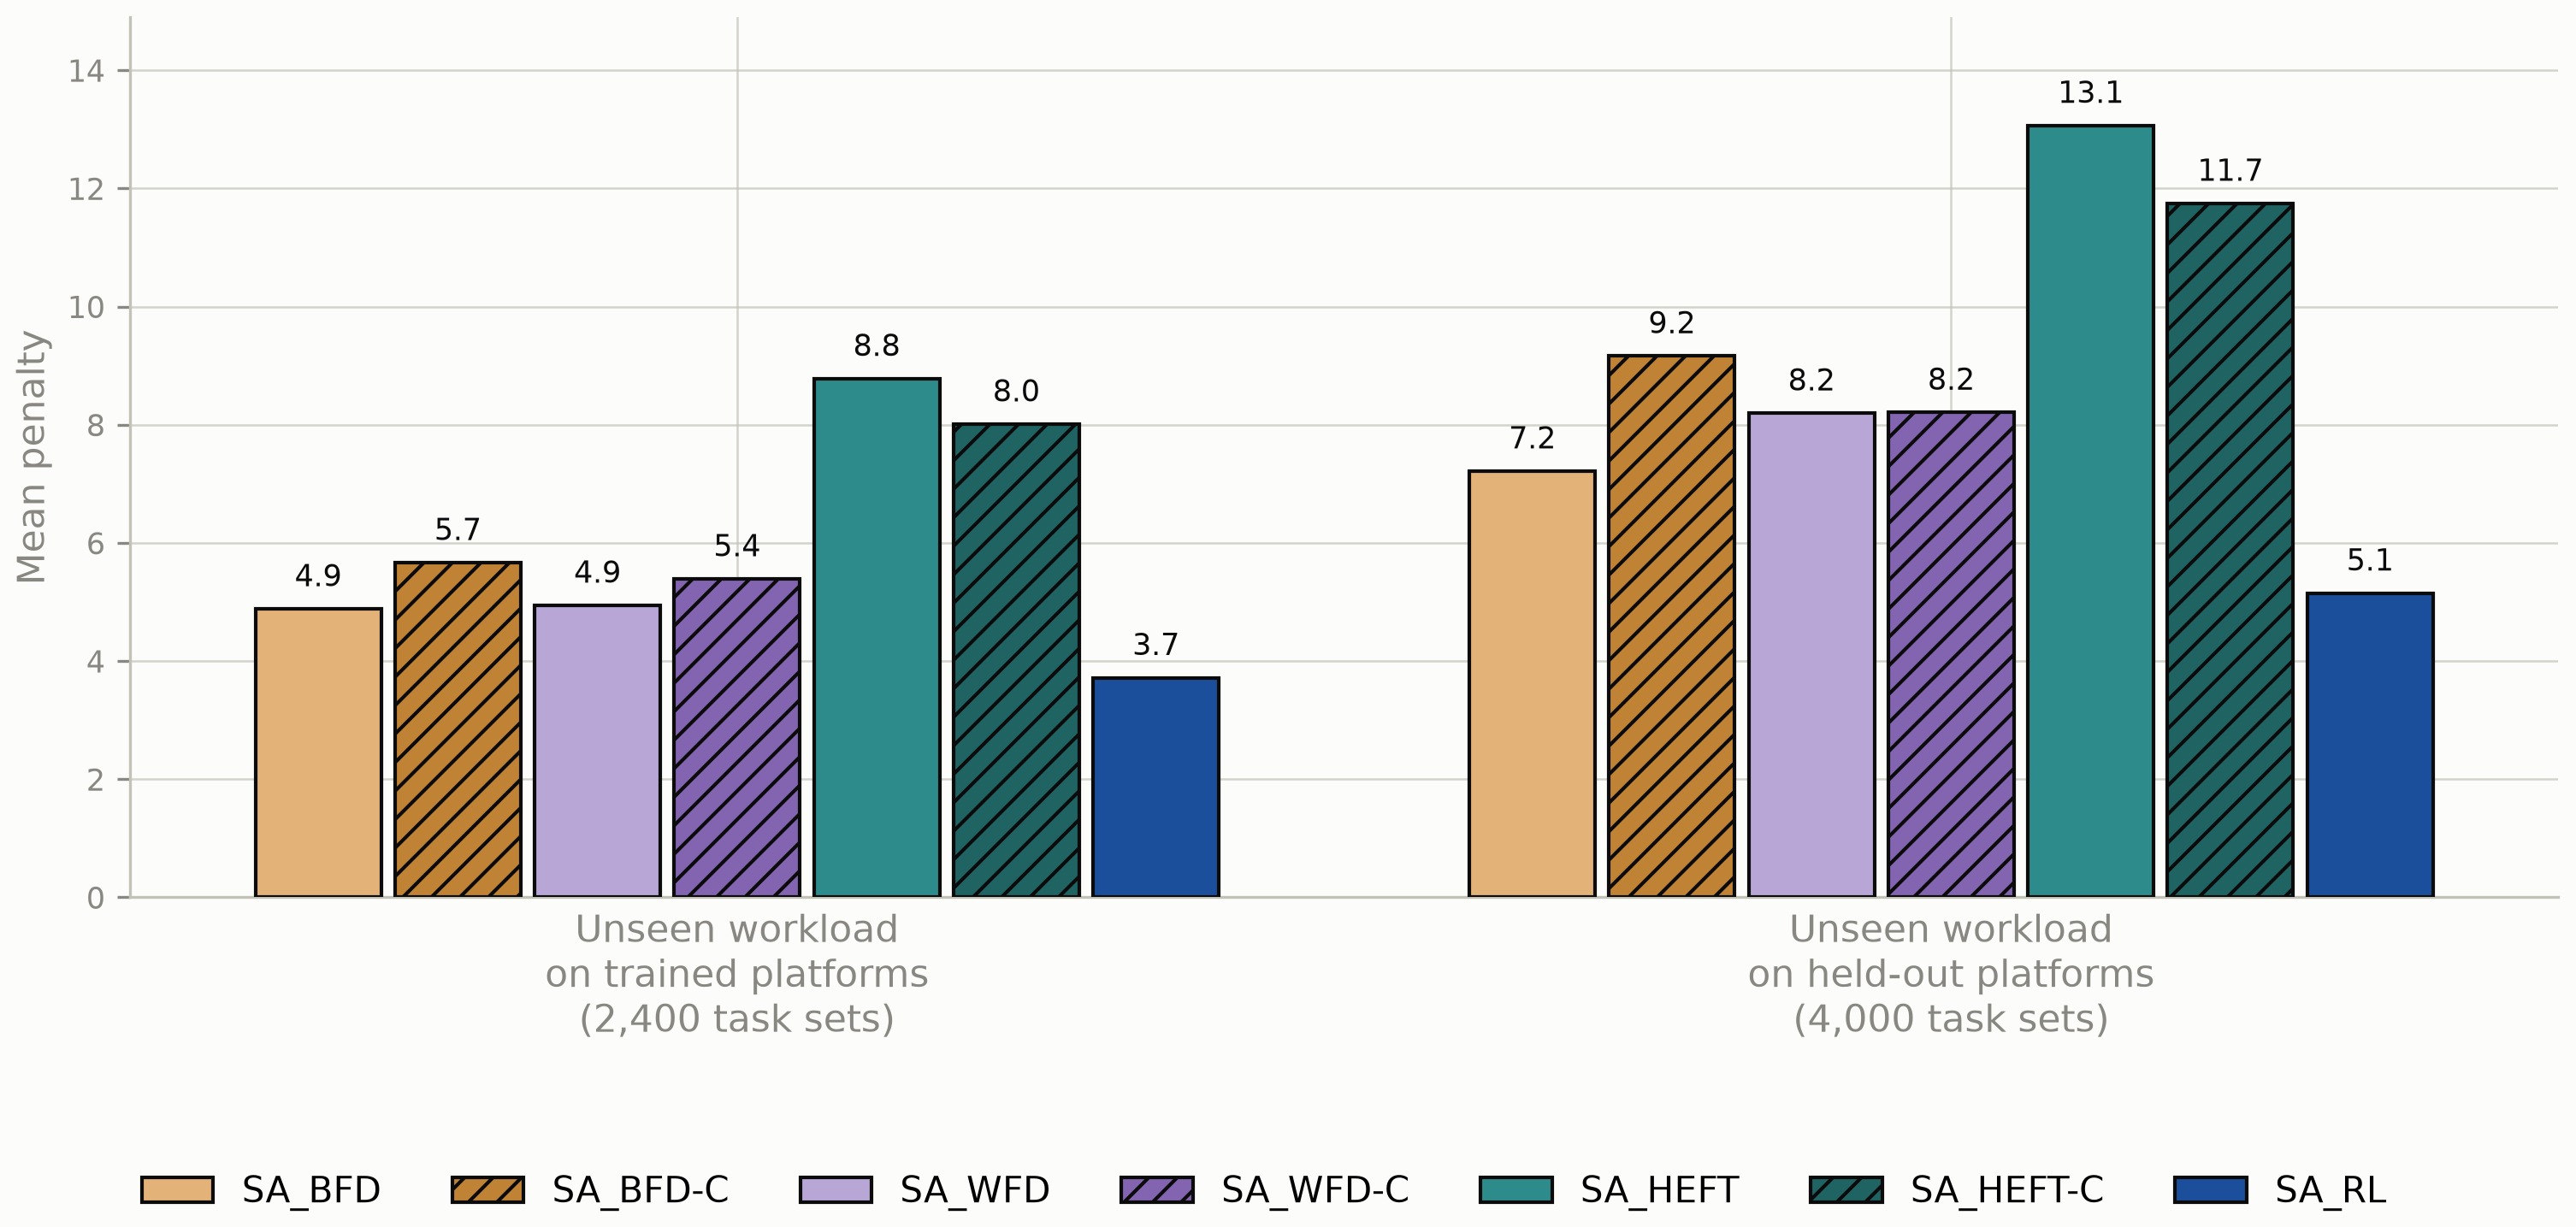 Mean penalty
14
12
10
8
6
4
2
0
4.9
5.7
4.9
5.4
8.8
8.0
3.7
7.2
9.2
8.2
8.2
13.1
11.7
5.1
Unseen workload
on trained platforms
(2,400 task sets)
Unseen workload
on held-out platforms
(4,000 task sets)
SA_BFD
SA_BFD-C
SA_WFD
SA_WFD-C
SA_HEFT
SA_HEFT-C
SA_RL